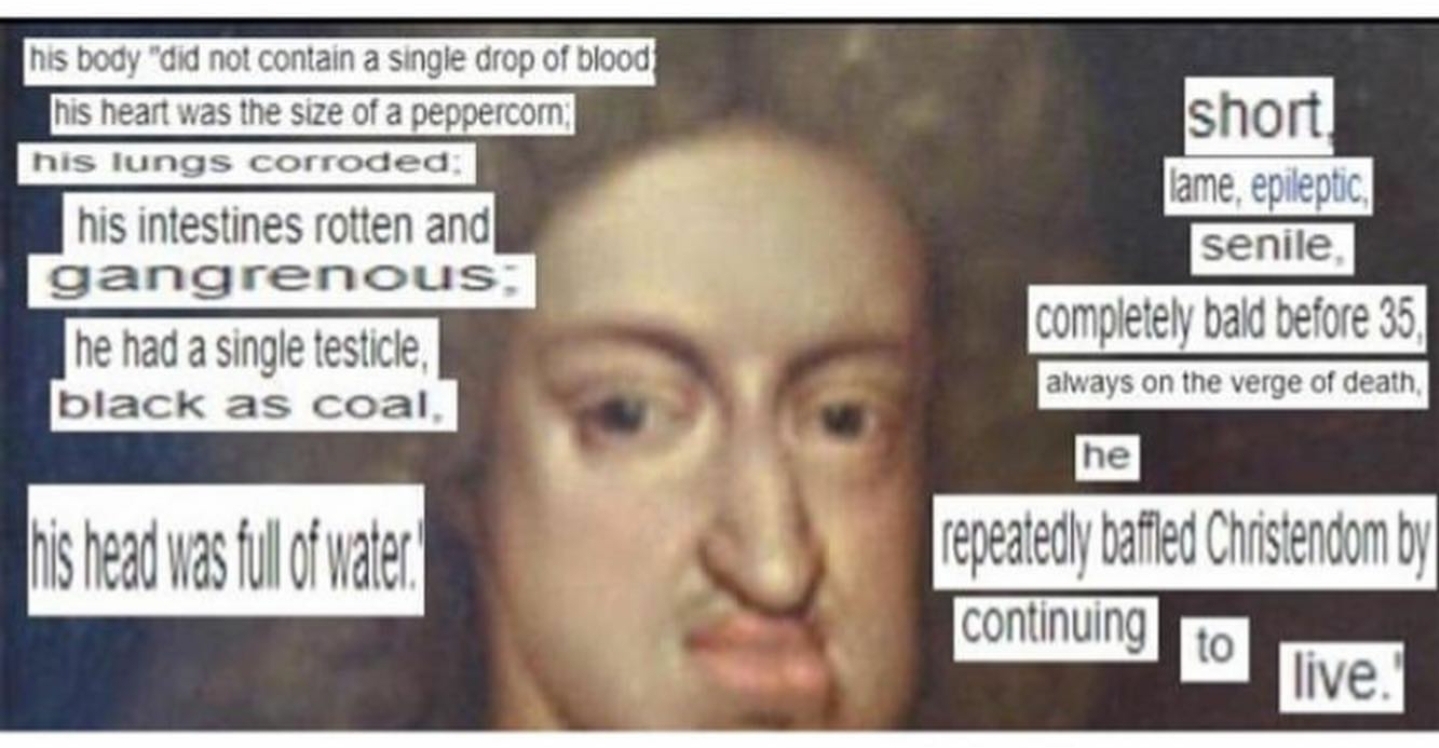 his body "did not contain a single drop of blood;
his heart was the size of a peppercorn;
his lungs corroded;
his intestines rotten and
gangrenous;
he had a single testicle,
black as coal,
his head was full of water.'
short,
lame, epileptic,
senile,
completely bald before 35,
always on the verge of death,
he
repeatedly baffled Christendom by
continuing
to
live.'